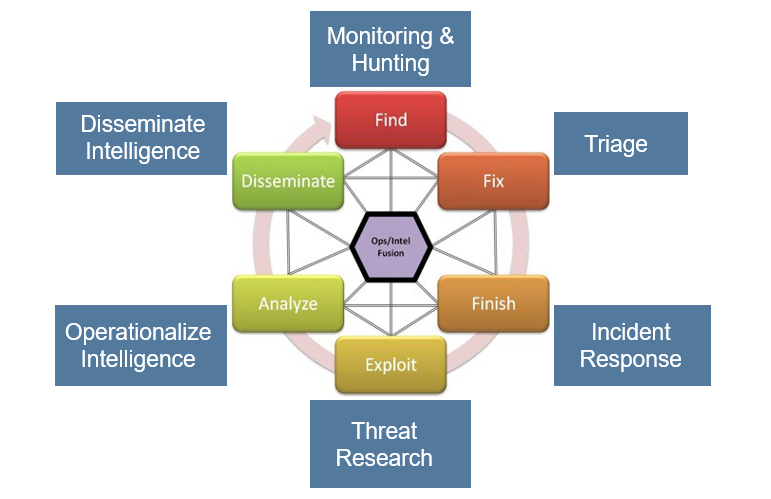 Monitoring &
Hunting
Find
Disseminate
Intelligence
Triage
Disseminate
Fix
Ops/Intel
Fusion
Analyze
Finish
Operationalize
Intelligence
Incident
Response
Exploit
Threat
Research